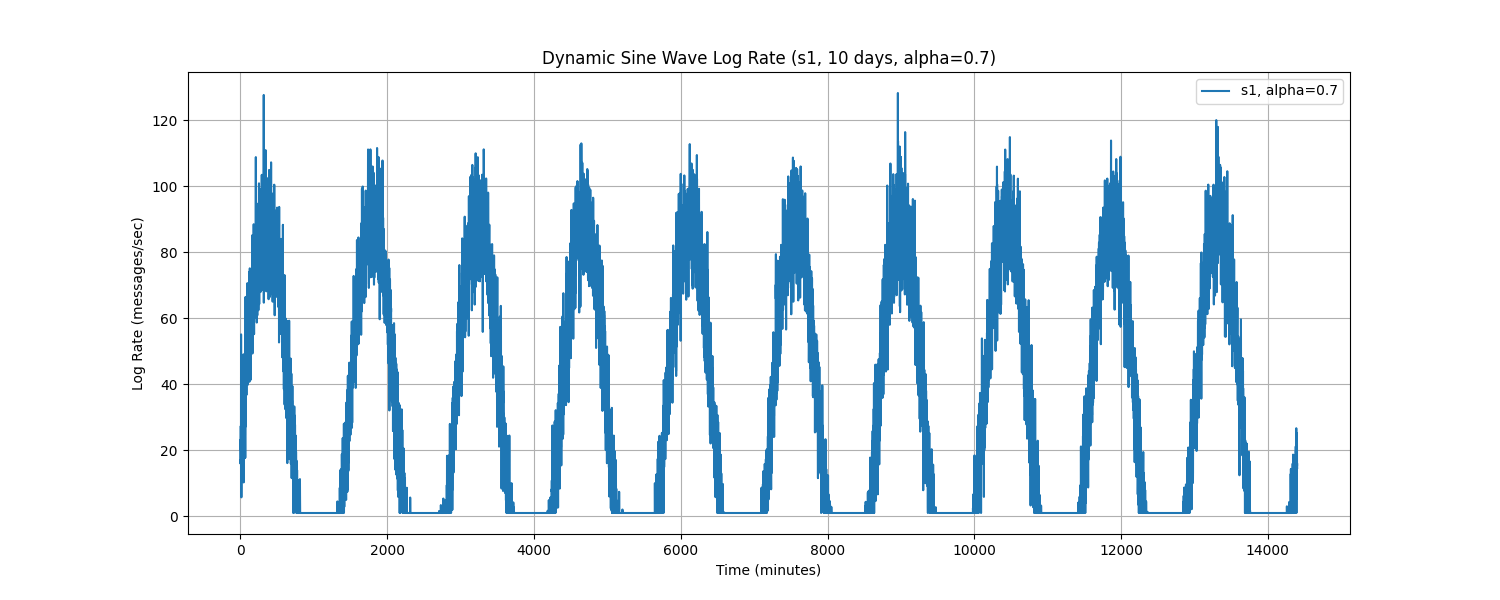 Dynamic Sine Wave Log Rate (s1, 10 days, alpha=0.7)
s1, alpha=0.7
Log Rate (messages/sec)
120
100
80
60
40
20
0
0 2000 4000 6000 8000 10000 12000 14000
Time (minutes)